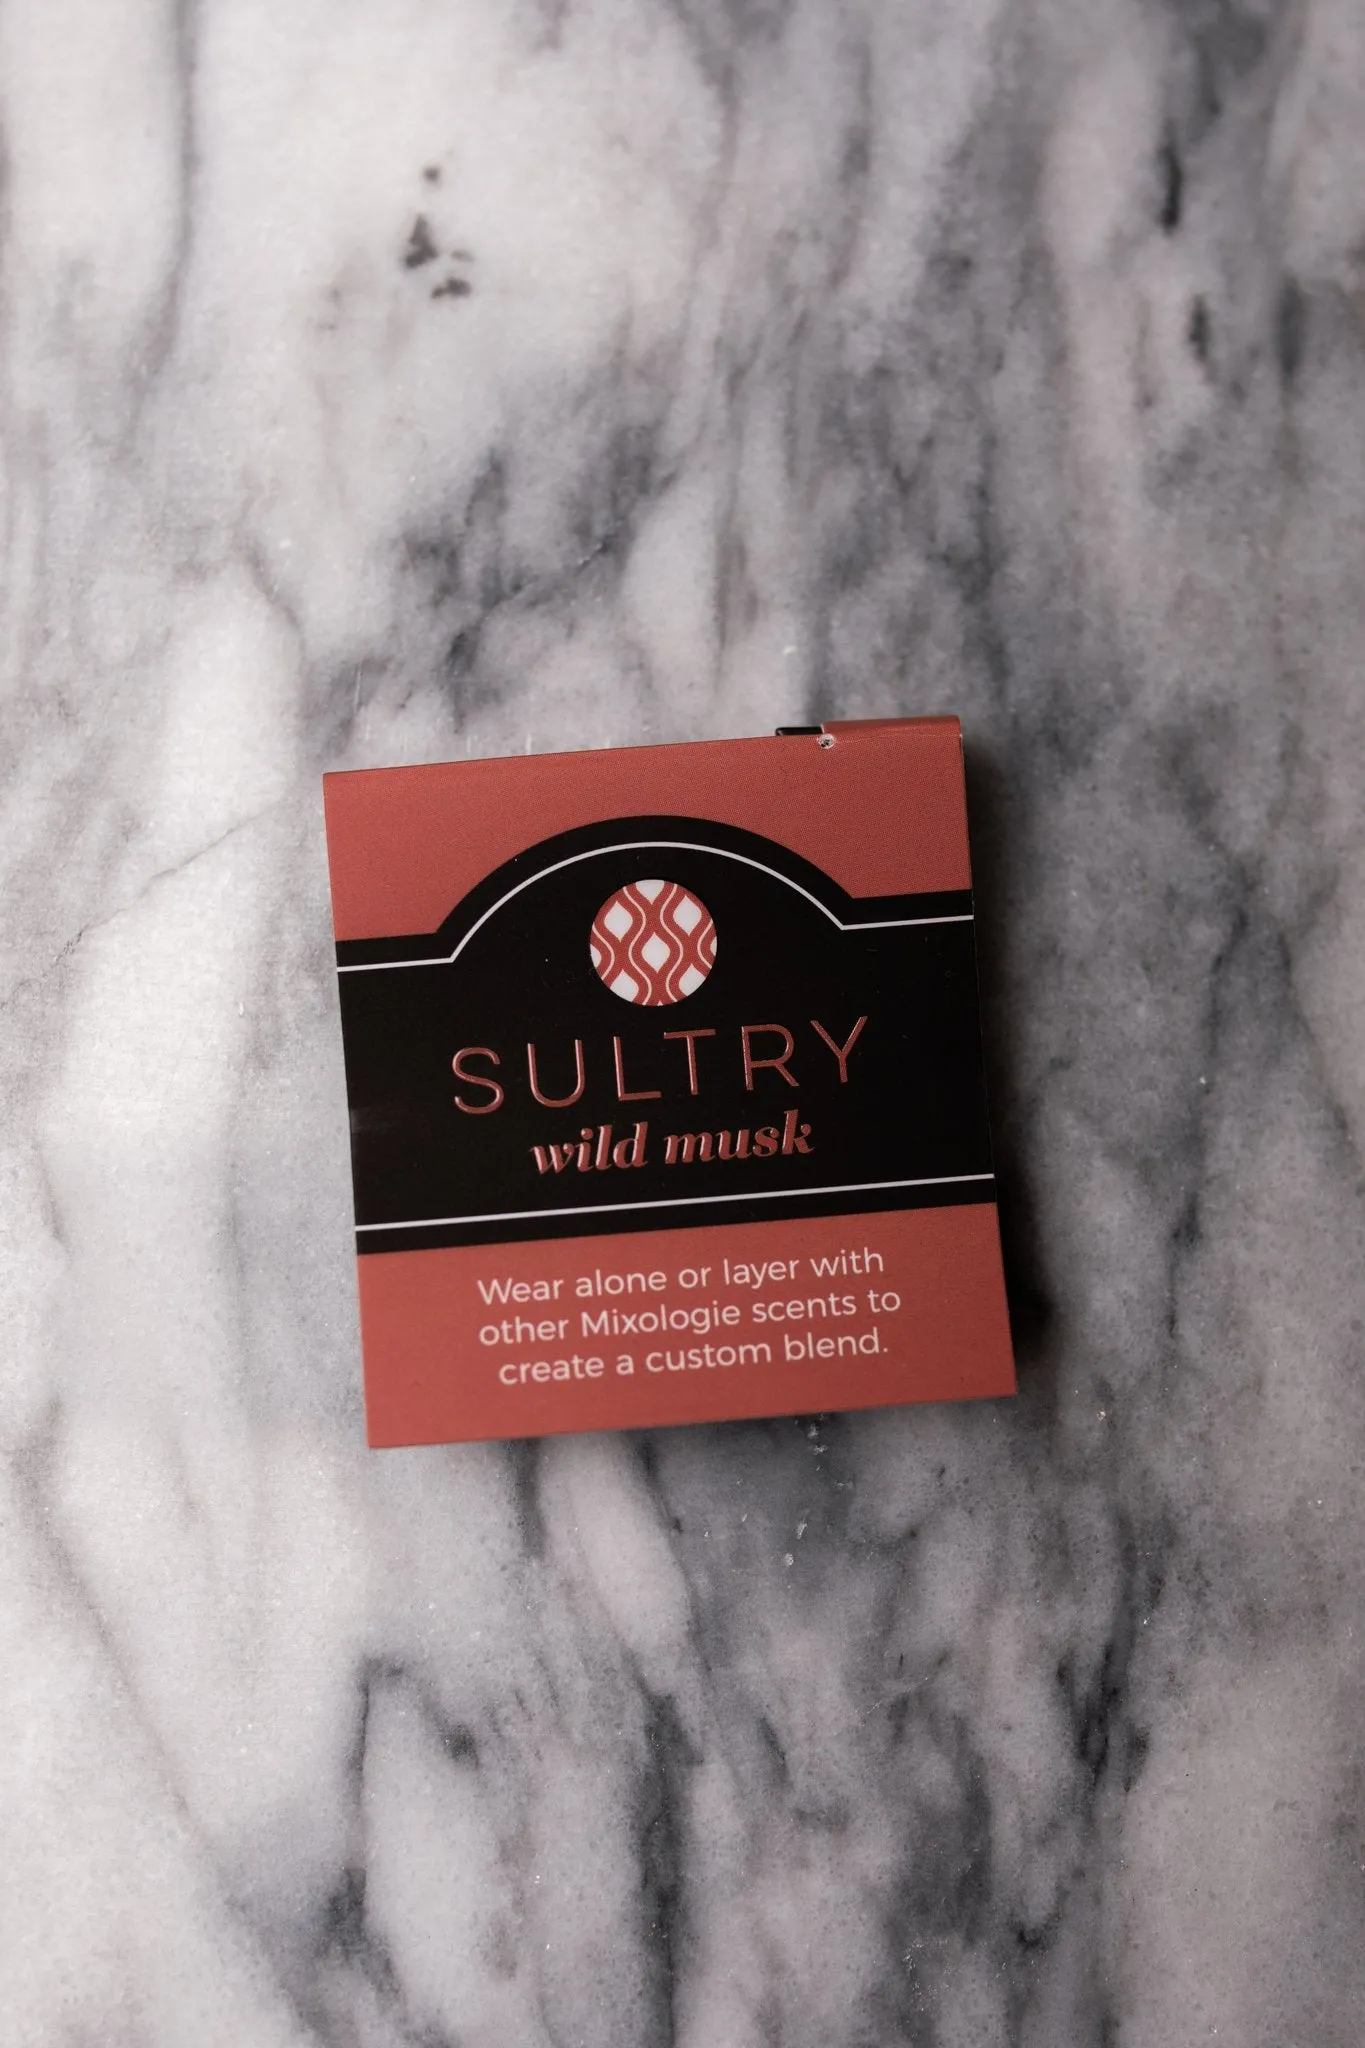 SULTRY
wild musk
Wear alone or layer with
other Mixologie scents to
create a custom blend.